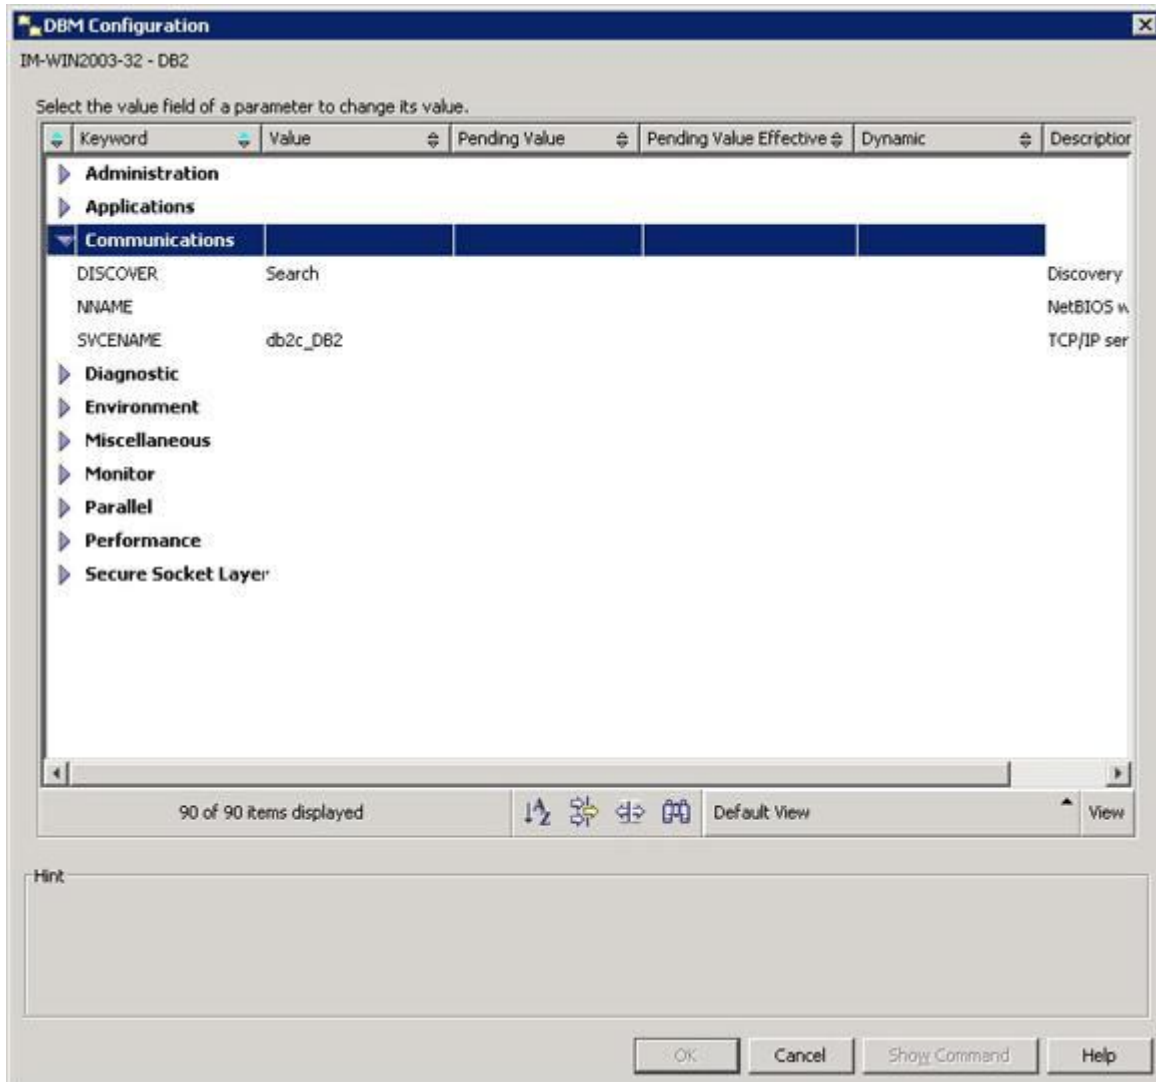 DBM Configuration
IM-WIN2003-32 - DB2
Select the value field of a parameter to change its value.
Keyword Value Pending Value Pending Value Effective Dynamic Description
Administration
Applications
Communications
DISCOVER Search Discovery
NNAME NetBIOS w
SVCENAME db2c_DB2 TCP/IP ser
Diagnostic
Environment
Miscellaneous
Monitor
Parallel
Performance
Secure Socket Layer
90 of 90 items displayed Default View View
Hint
OK Cancel Show Command Help